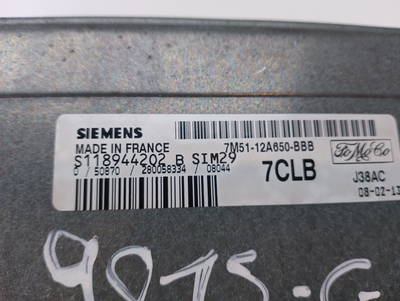 SIEMENS
MADE IN FRANCE
7M51-12A650-BBB
S118944202 B SIM29
0 / 50870 / 280058334 / 08044
7CLB
FoMoCo
J38AC
08-02-13
9015-G